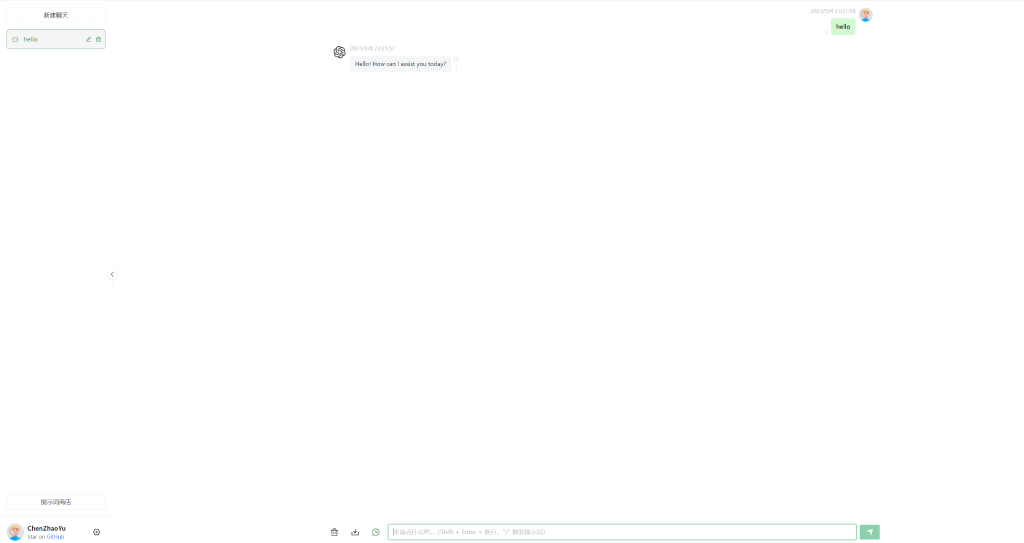 新建聊天
hello
2023/9/4 23:21:56
hello
2023/9/4 23:21:57
Hello! How can I assist you today?
提示词商店
ChenZhaoYu
Star on GitHub
来说点什么吧...（Shift + Enter = 换行，"/" 触发提示词）